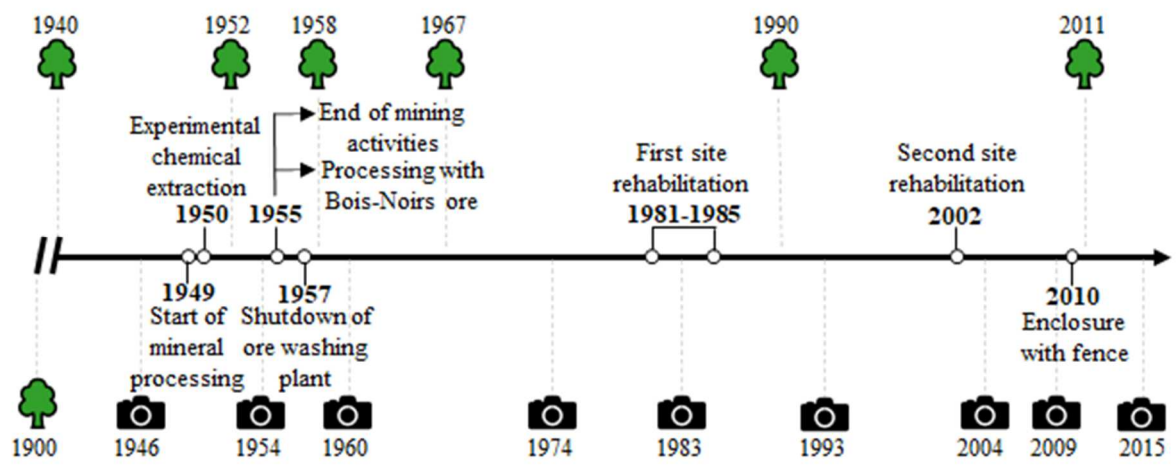 1940
1952
1958
1967
1990
2011
Experimental
chemical
extraction
1950
1955
End of mining
activities
Processing with
Bois-Noirs ore
First site
rehabilitation
1981-1985
Second site
rehabilitation
2002
1949
Start of
mineral
processing
1957
Shutdown of
ore washing
plant
2010
Enclosure
with fence
1900
1946
1954
1960
1974
1983
1993
2004
2009
2015